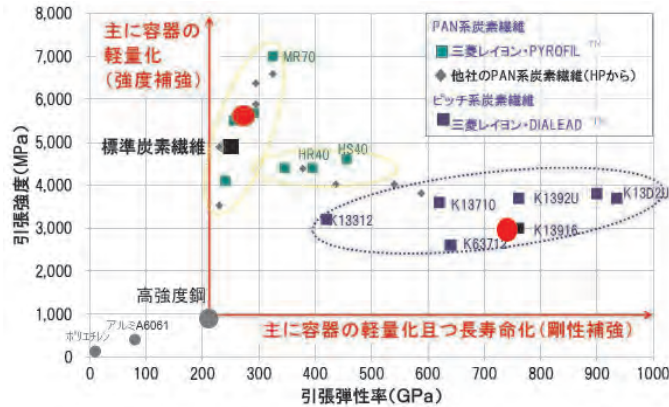 8,000
7,000
6,000
5,000
4,000
3,000
2,000
1,000
0
引張強度(MPa)
主に容器の
軽量化
(強度補強)
MR70
標準炭素繊維
HR40
HS40
K13312
K13710
K1392U
K13D2U
K13916
K63712
高強度鋼
アルミA6061
ポリエチレン
主に容器の軽量化且つ長寿命化(剛性補強)
PAN系炭素繊維
三菱レイヨン・PYROFIL TM
他社のPAN系炭素繊維(HPから)
ピッチ系炭素繊維
三菱レイヨン・DIALEAD TM
0 100 200 300 400 500 600 700 800 900 1000
引張弾性率(GPa)